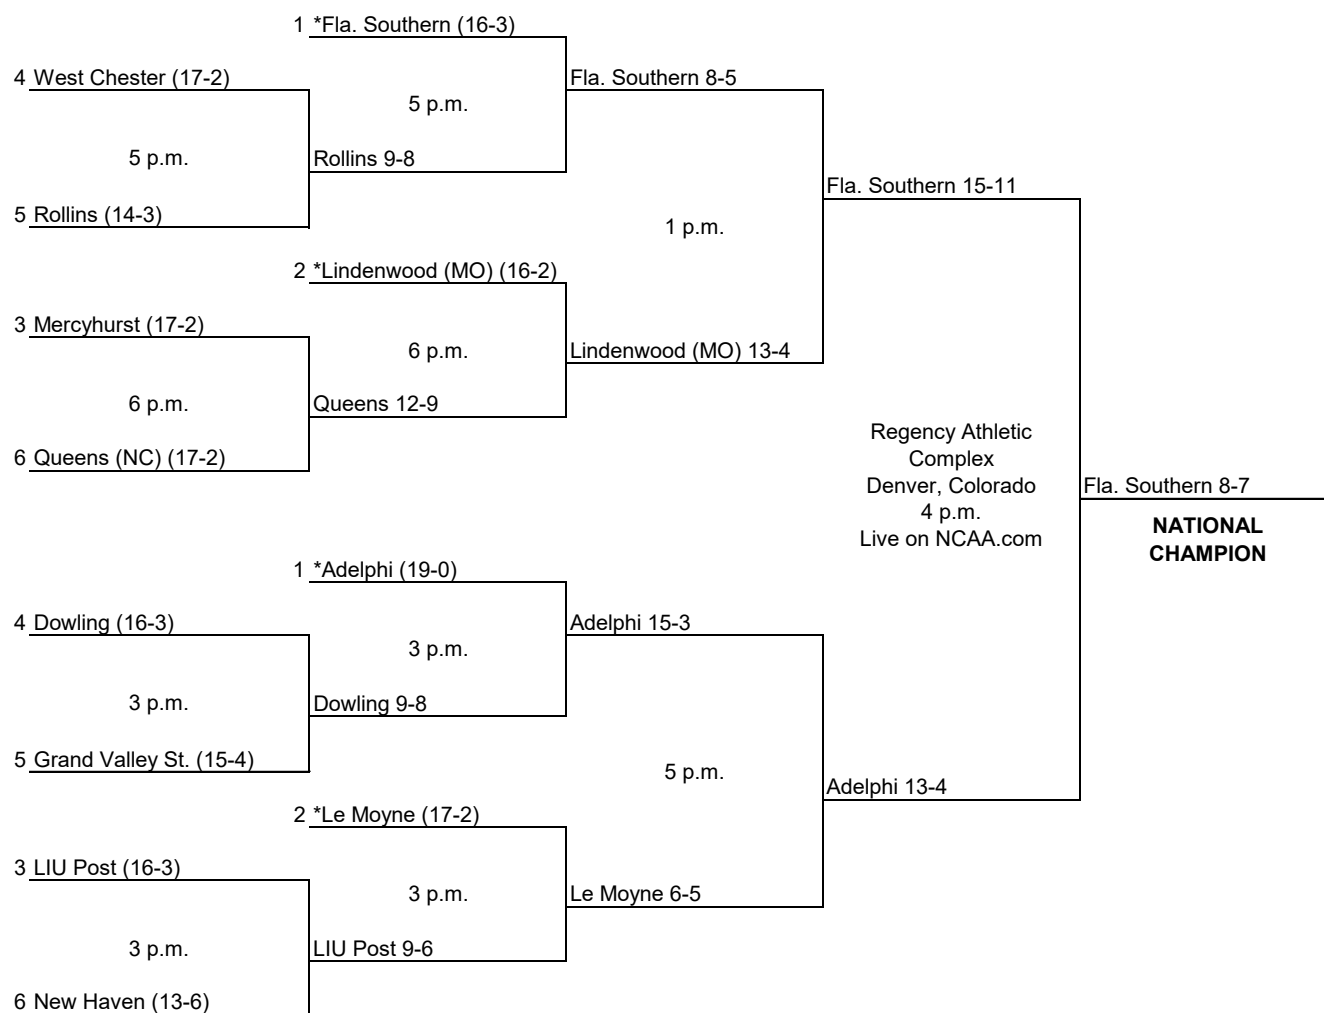 1 *Fla. Southern (16-3)
4 West Chester (17-2)
Fla. Southern 8-5
5 p.m.
5 p.m.
Rollins 9-8
Fla. Southern 15-11
5 Rollins (14-3)
1 p.m.
2 *Lindenwood (MO) (16-2)
3 Mercyhurst (17-2)
6 p.m.
Lindenwood (MO) 13-4
6 p.m.
Queens 12-9
6 Queens (NC) (17-2)
Regency Athletic
Complex
Denver, Colorado
4 p.m.
Live on NCAA.com
Fla. Southern 8-7
NATIONAL
CHAMPION
1 *Adelphi (19-0)
4 Dowling (16-3)
Adelphi 15-3
3 p.m.
3 p.m.
Dowling 9-8
5 Grand Valley St. (15-4)
5 p.m.
Adelphi 13-4
2 *Le Moyne (17-2)
3 LIU Post (16-3)
3 p.m.
Le Moyne 6-5
3 p.m.
LIU Post 9-6
6 New Haven (13-6)